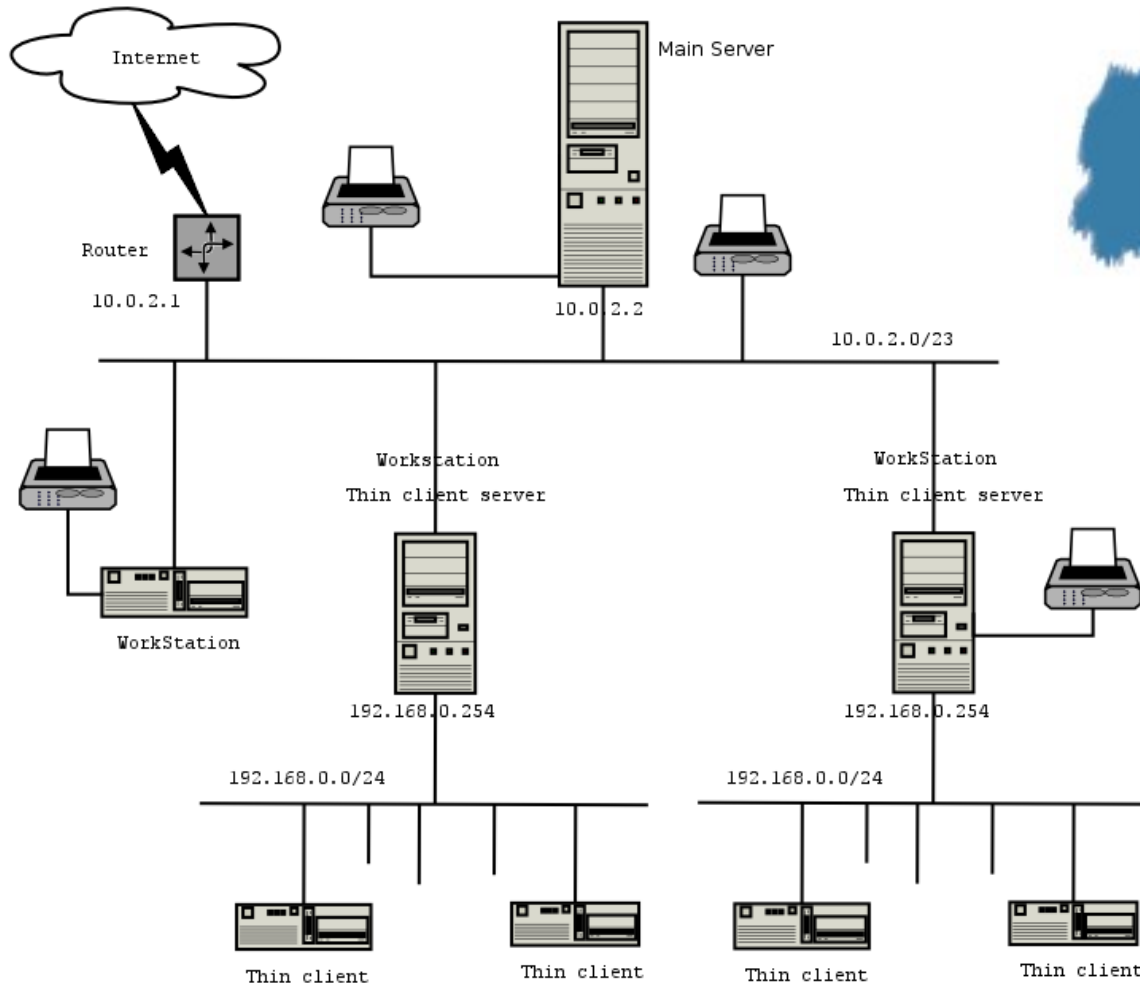 Internet
Main Server
Router
10.0.2.1
10.0.2.2
10.0.2.0/23
Workstation
Thin client server
WorkStation
Thin client server
WorkStation
192.168.0.254
192.168.0.254
192.168.0.0/24
192.168.0.0/24
Thin client
Thin client
Thin client
Thin client